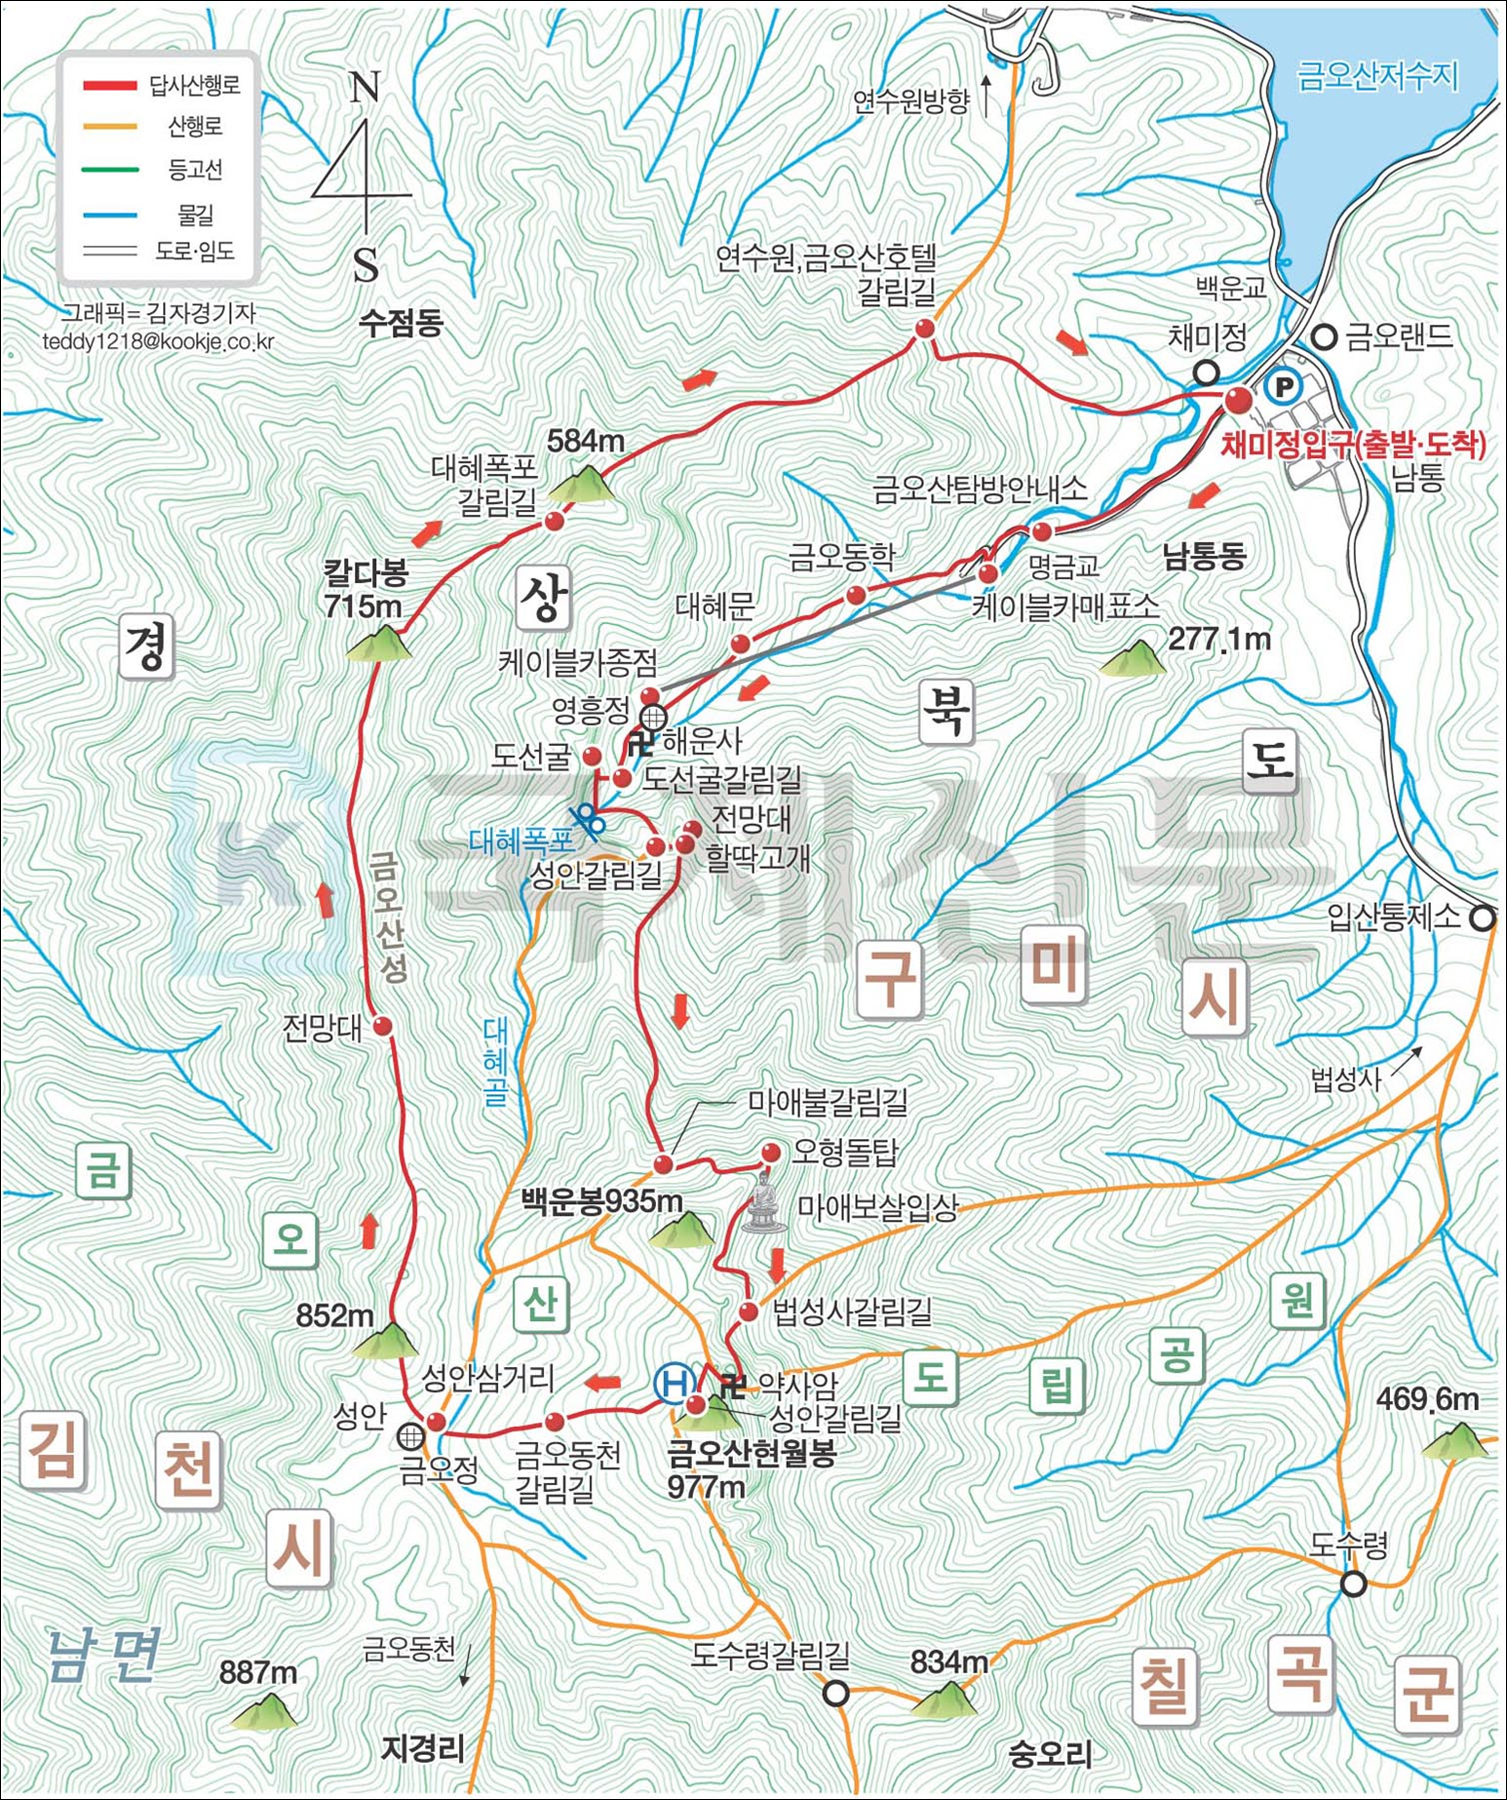 답사산행로
산행로
등고선
물길
도로·임도
그래픽= 김자경기자
teddy1218@kookje.co.kr
N
S
수점동
연수원방향
금오산저수지
연수원,금오산호텔
갈림길
백운교
채미정
금오랜드
P
채미정입구(출발·도착)
남통
584m
대혜폭포
갈림길
금오산탐방안내소
칼다봉
715m
금오동학
명금교
남통동
케이블카매표소
277.1m
대혜문
케이블카종점
영흥정
卍 해운사
도선굴
도선굴갈림길
전망대
할딱고개
대혜폭포
성안갈림길
경
상
북
도
K 국제신문
금오산성
구
미
시
입산통제소
전망대
대혜골
법성사
마애불갈림길
오형돌탑
백운봉935m
마애보살입상
금
오
산
도
립
공
원
법성사갈림길
852m
성안삼거리
H
卍 약사암
성안갈림길
성안
금오정
금오동천
갈림길
금오산현월봉
977m
469.6m
김
천
시
도수령
남면
887m
금오동천
지경리
도수령갈림길
834m
숭오리
칠
곡
군